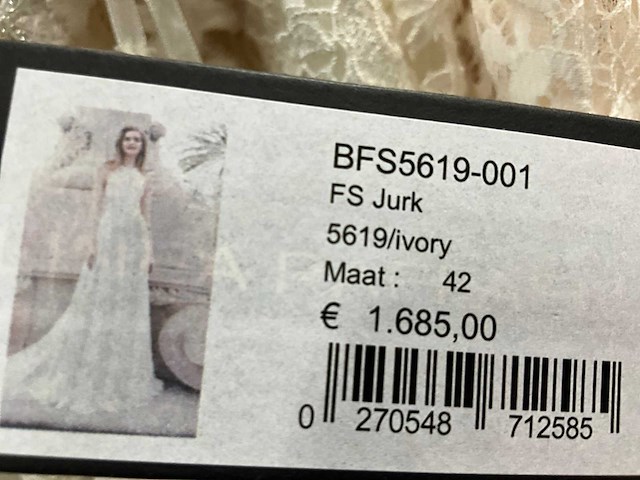 BFS5619-001
FS Jurk
5619/ivory
Maat : 42
€ 1.685,00
0 270548 712585